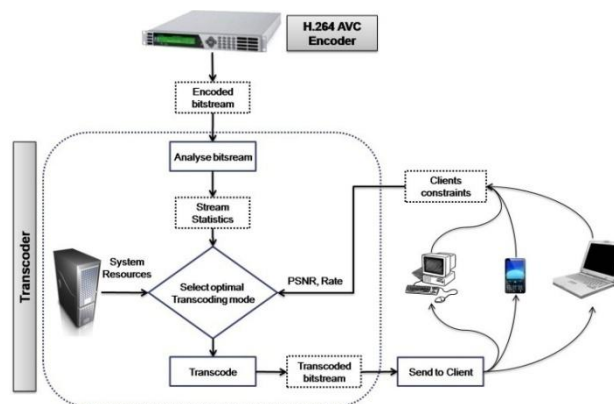 H.264 AVC
Encoder
Encoded
bitstream
Analyse bitsream
Clients
constraints
Stream
Statistics
System
Resources
Transcoder
Select optimal
Transcoding mode
PSNR, Rate
Transcode
Transcoded
bitstream
Send to Client